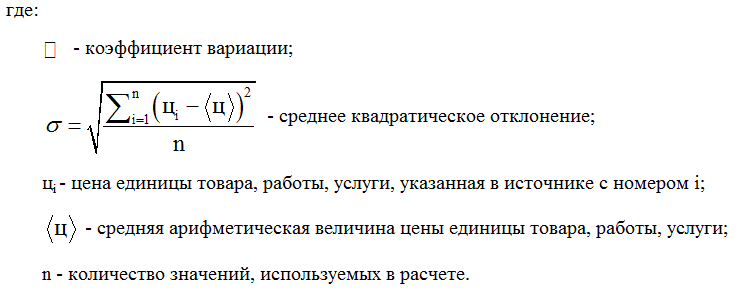 где:
- коэффициент вариации;
σ = √(∑ⁿᵢ₌₁ (цᵢ − ⟨ц⟩)² / n) - среднее квадратическое отклонение;
цᵢ - цена единицы товара, работы, услуги, указанная в источнике с номером i;
⟨ц⟩ - средняя арифметическая величина цены единицы товара, работы, услуги;
n - количество значений, используемых в расчете.